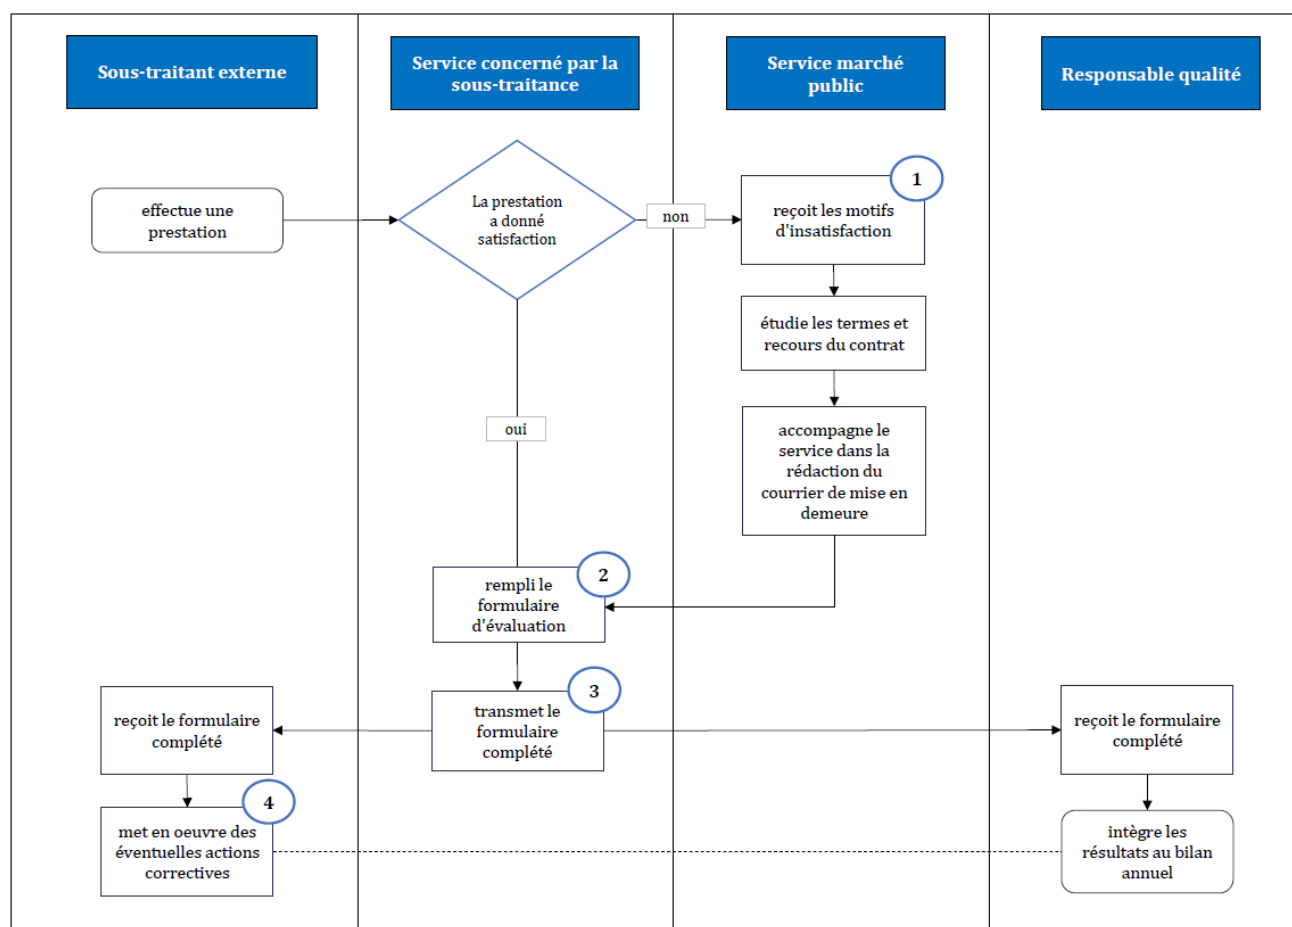 Sous-traitant externe
Service concerné par la
sous-traitance
Service marché
public
Responsable qualité
effectue une
prestation
La prestation
a donné
satisfaction
non
1
reçoit les motifs
d'insatisfaction
étudie les termes et
recours du contrat
oui
accompagne le
service dans la
rédaction du
courrier de mise en
demeure
2
rempli le
formulaire
d'évaluation
3
transmet le
formulaire
complété
reçoit le formulaire
complété
reçoit le formulaire
complété
4
met en oeuvre des
éventuelles actions
correctives
intègre les
résultats au bilan
annuel